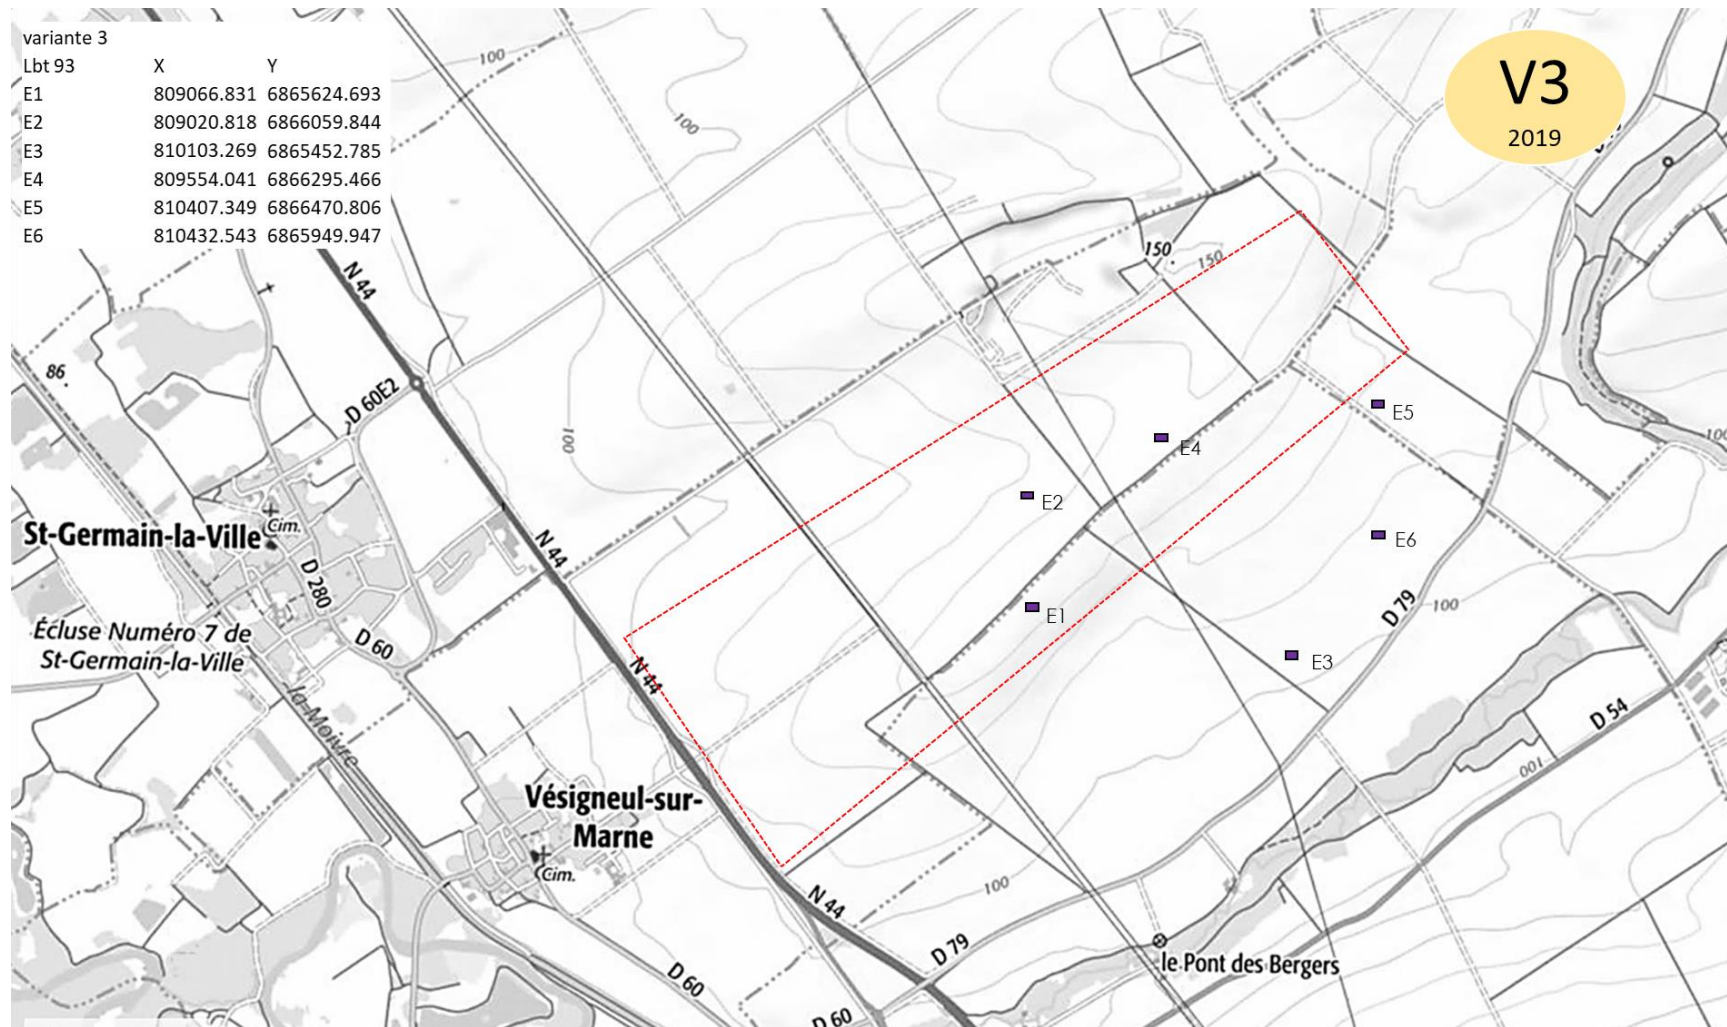 variante 3
Lbt 93 X Y
E1 809066.831 6865624.693
E2 809020.818 6866059.844
E3 810103.269 6865452.785
E4 809554.041 6866295.466
E5 810407.349 6866470.806
E6 810432.543 6865949.947
V3
2019
100
100
150
150
N 44
86
D 60E2
100
E5
E4
100
E2
St-Germain-la-Ville
Cim.
N 44
E6
D 280
D 79
100
E1
Écluse Numéro 7 de
St-Germain-la-Ville
D 60
E3
N 44
la Moivre
D 54
100
Vésigneul-sur-
Marne
Cim.
100
N 44
D 79
le Pont des Bergers
D 60
D 60